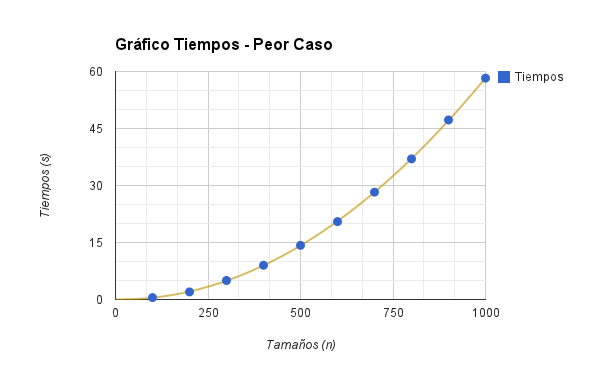 Gráfico Tiempos - Peor Caso
Tiempos
Tiempos (s)
60
45
30
15
0
0 250 500 750 1000
Tamaños (n)